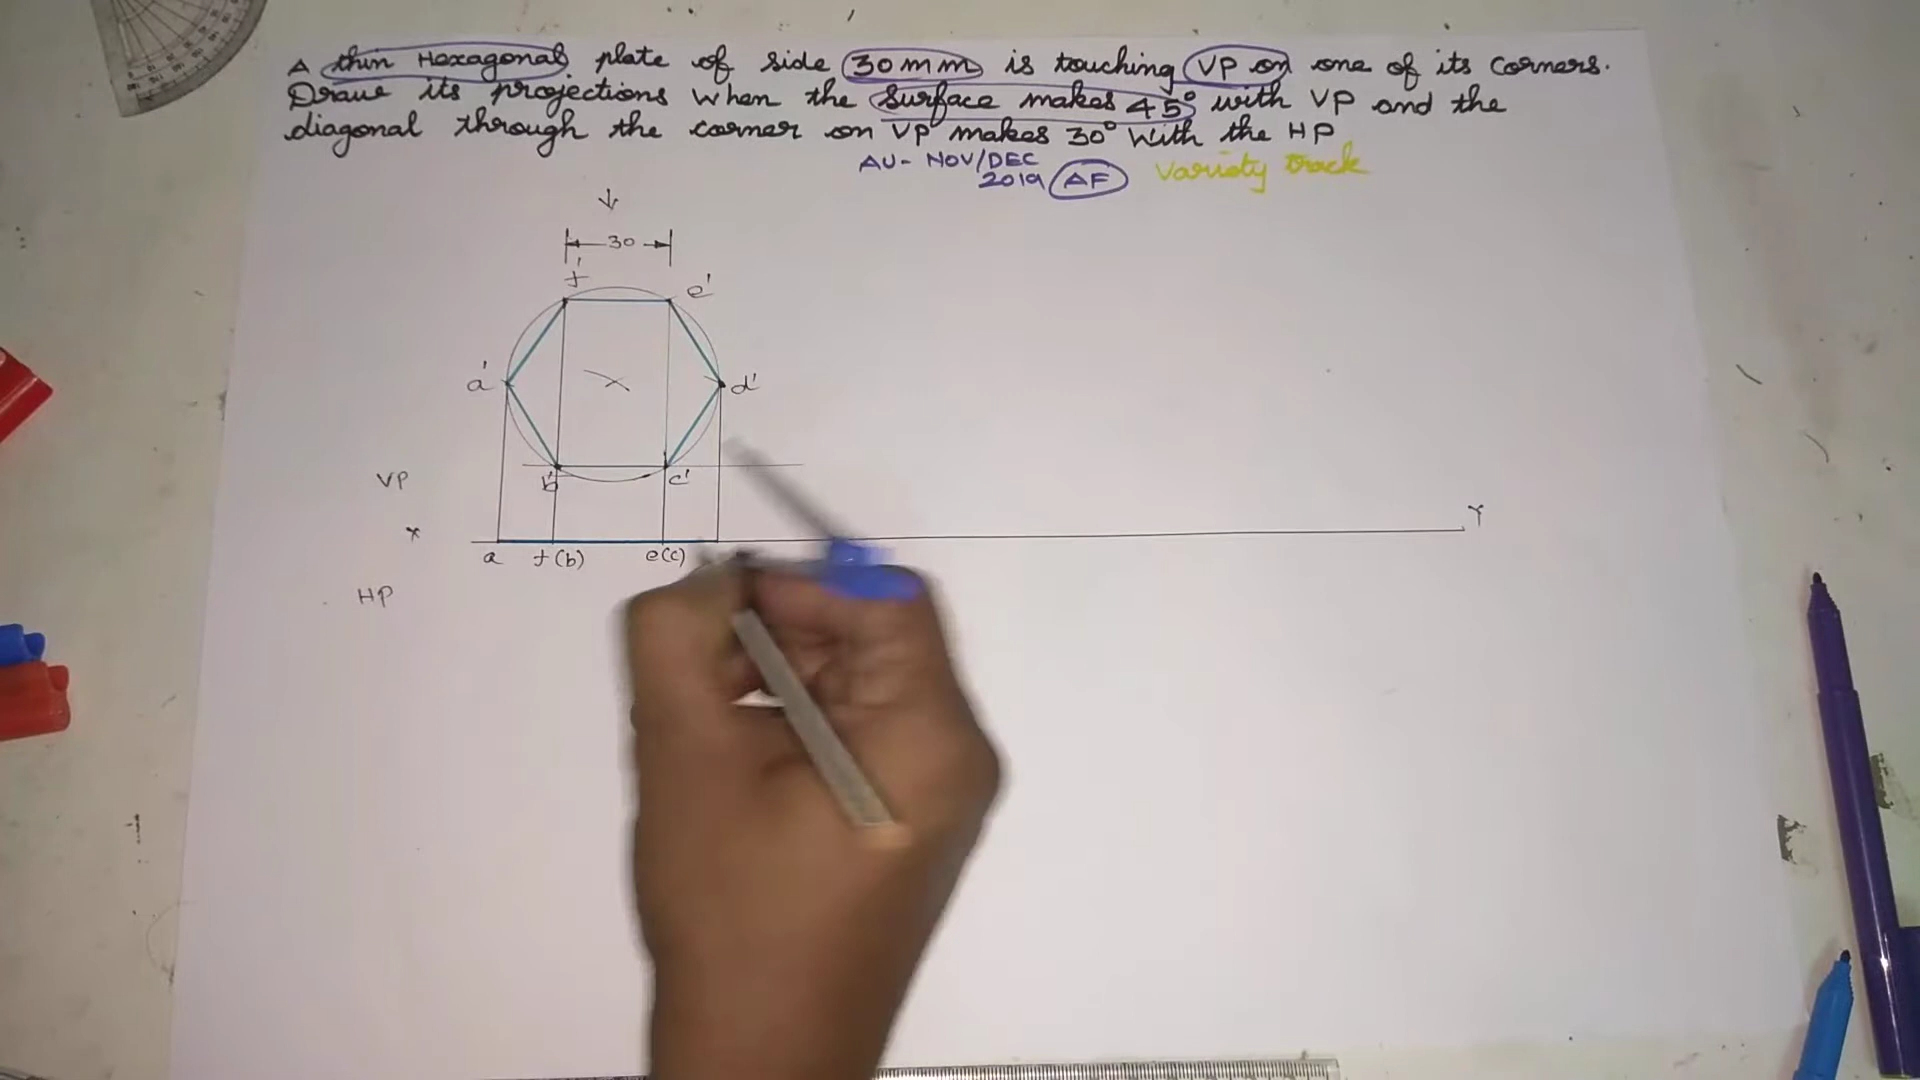 A thin Hexagonal plate of side 30mm is touching VP on one of its corners.
Draw its projections when the surface makes 45° with VP and the
diagonal through the corner on VP makes 30° with the HP
AU- NOV/DEC
2019 AF Variety track
30
f' e'
a' d'
b' c'
VP
X Y
a f(b) e(c)
HP